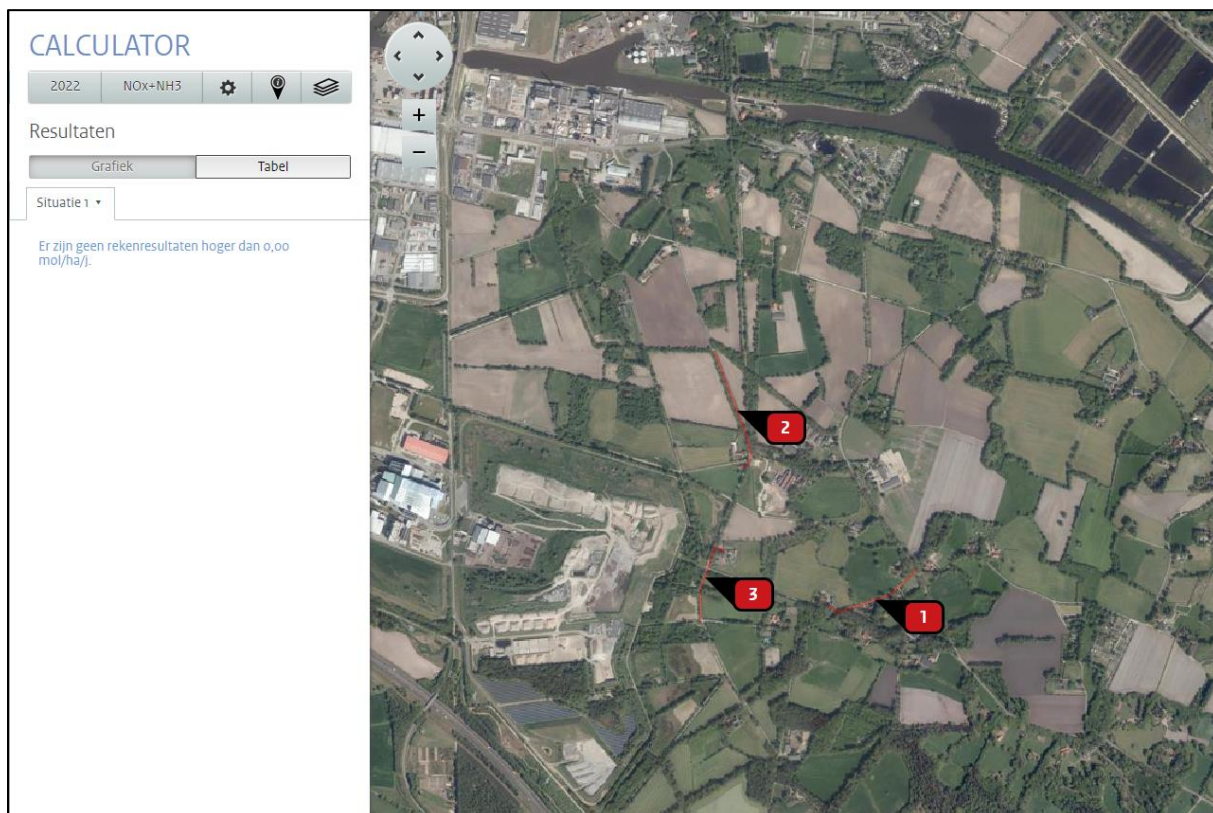 CALCULATOR
2022 NOx+NH3
Resultaten
Grafiek Tabel
Situatie 1
Er zijn geen rekenresultaten hoger dan 0,00
mol/ha/j.
2
3
1